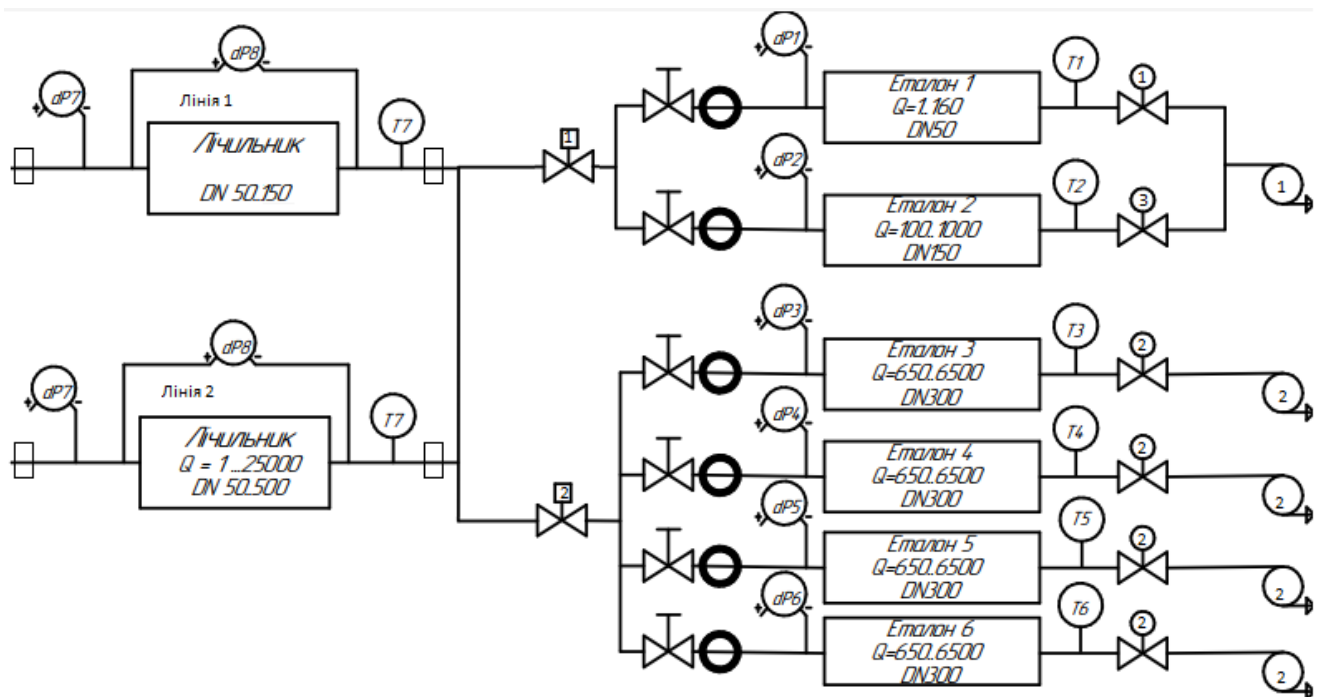 dP8
dP7
Лінія 1
Лічильник
DN 50..150
T7
1
dP1
Еталон 1
Q=1..160
DN50
T1
1
dP2
Еталон 2
Q=100..1000
DN150
T2
3
1
dP8
dP7
Лінія 2
Лічильник
Q = 1 ...25000
DN 50..500
T7
2
dP3
Еталон 3
Q=650..6500
DN300
T3
2
2
dP4
Еталон 4
Q=650..6500
DN300
T4
2
2
dP5
Еталон 5
Q=650..6500
DN300
T5
2
2
dP6
Еталон 6
Q=650..6500
DN300
T6
2
2